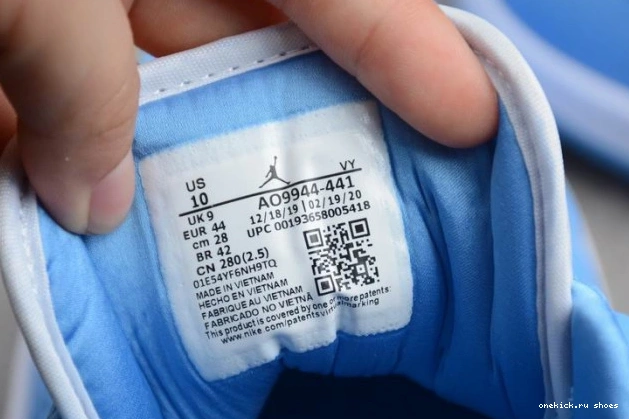 US
10
VY
AO9944-441
UK 9
12/18/19 | 02/19/20
EUR 44
UPC 00193658005418
cm 28
BR 42
CN 280(2.5)
01E54YF6NH9TQ
MADE IN VIETNAM
HECHO EN VIETNAM
FABRIQUE AU VIETNAM
FABRICADO NO VIETNÃ
This product is covered by one or more patents:
www.nike.com/patentsvirtualmarking
onekick.ru shoes